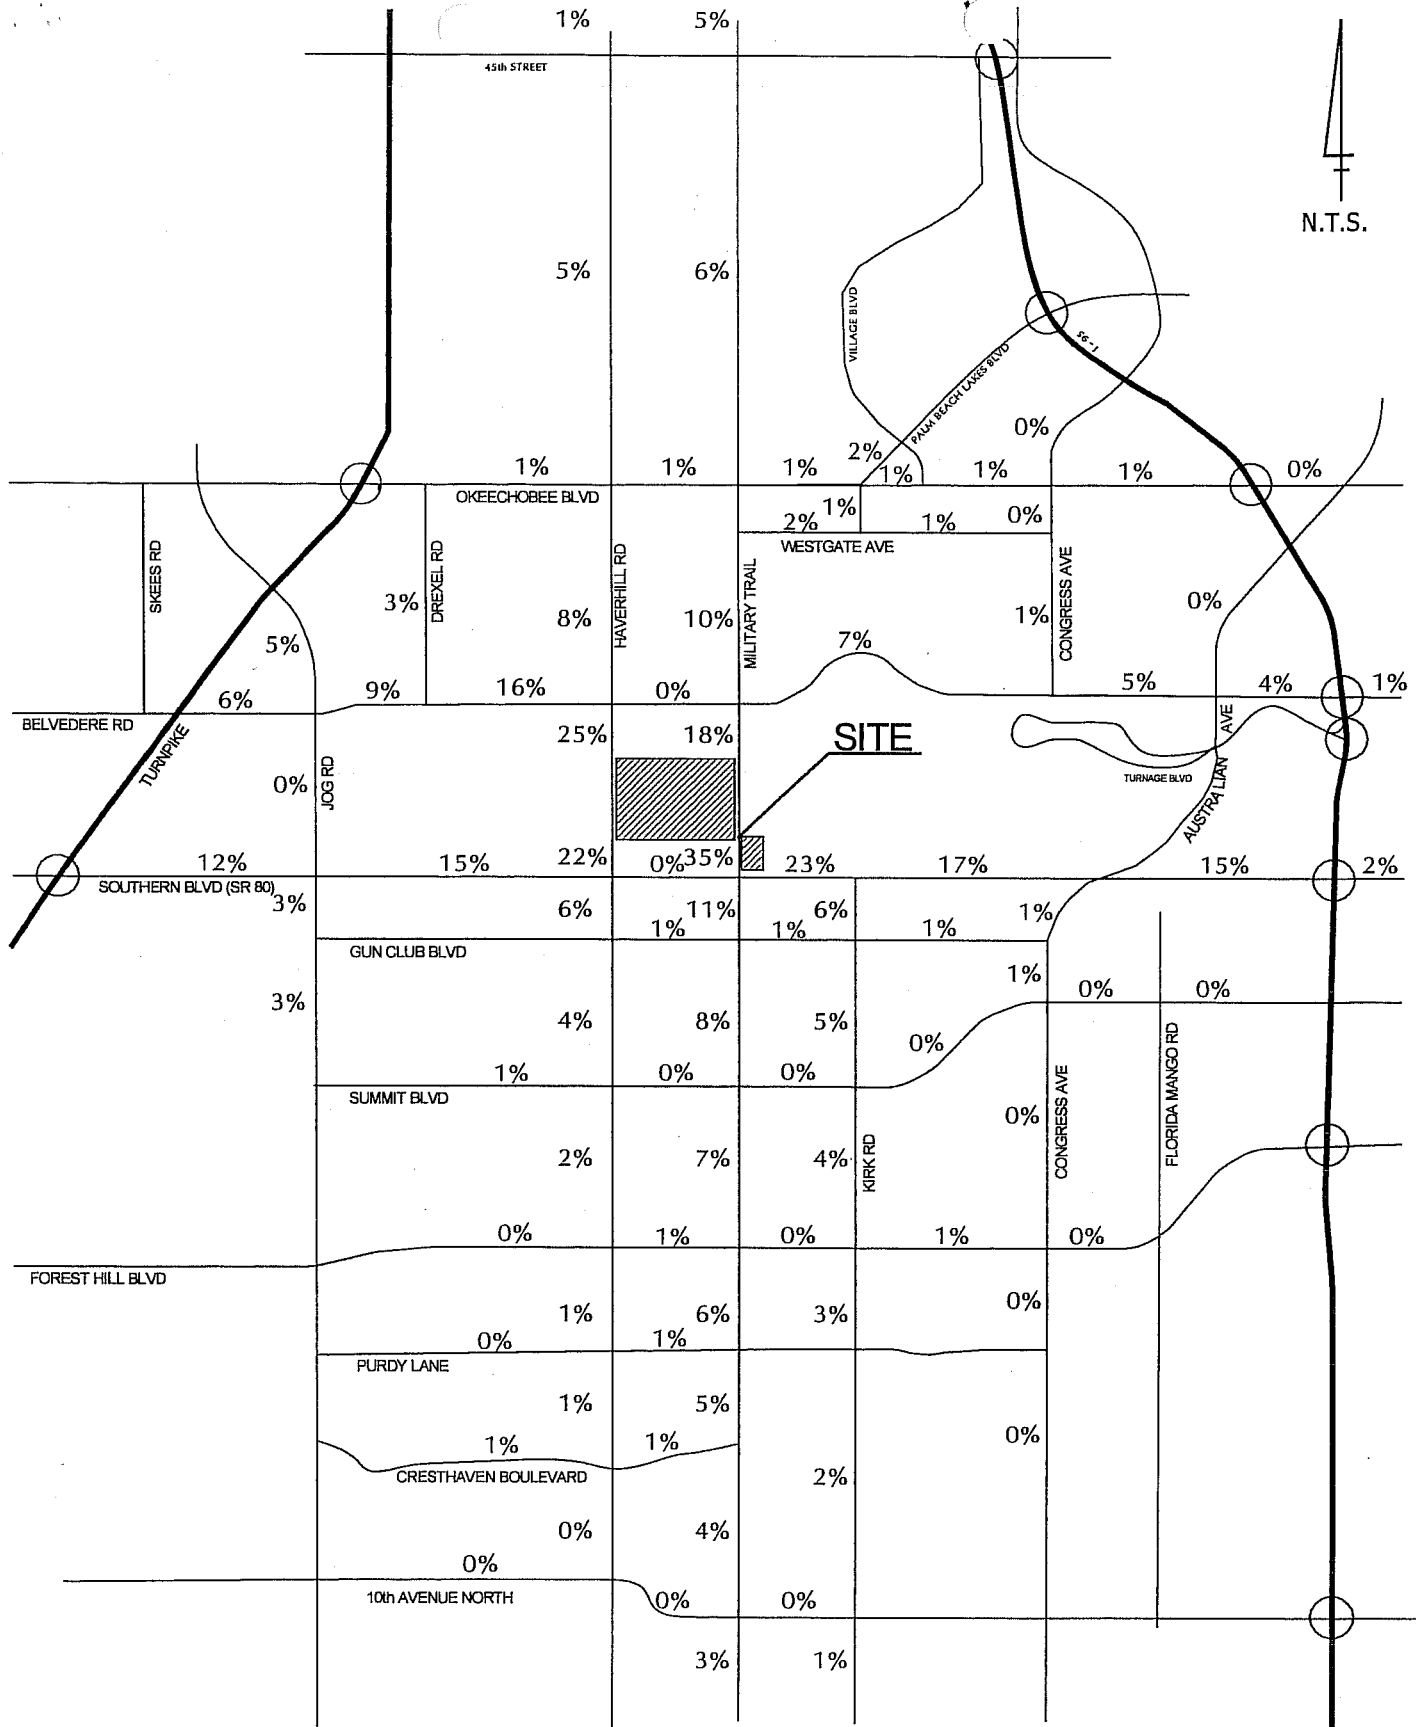 1% 5%
45th STREET
N.T.S.
5% 6%
VILLAGE BLVD
I-95
PALM BEACH LAKES BLVD
0%
2%
1% 1% 1% 1% 1% 1% 0%
OKEECHOBEE BLVD
1%
2% 1% 0%
WESTGATE AVE
SKEES RD
DREXEL RD
HAVERHILL RD
MILITARY TRAIL
CONGRESS AVE
3% 8% 10% 1% 0%
5% 7%
6% 9% 16% 0% 5% 4% 1%
BELVEDERE RD
TURNPIKE
25% 18%
SITE
AUSTRALIAN AVE
TURNAGE BLVD
0%
JOG RD
12% 15% 22% 0% 35% 23% 17% 15% 2%
SOUTHERN BLVD (SR 80)
3% 6% 11% 6% 1%
1% 1% 1%
GUN CLUB BLVD
1%
3% 0% 0%
4% 8% 5%
0%
1% 0% 0%
SUMMIT BLVD
0%
KIRK RD
CONGRESS AVE
FLORIDA MANGO RD
2% 7% 4%
0% 1% 0% 1% 0%
FOREST HILL BLVD
1% 6% 3% 0%
0% 1%
PURDY LANE
1% 5%
0%
1% 1%
CRESTHAVEN BOULEVARD
2%
0% 4%
0%
10th AVENUE NORTH
0% 0%
3% 1%